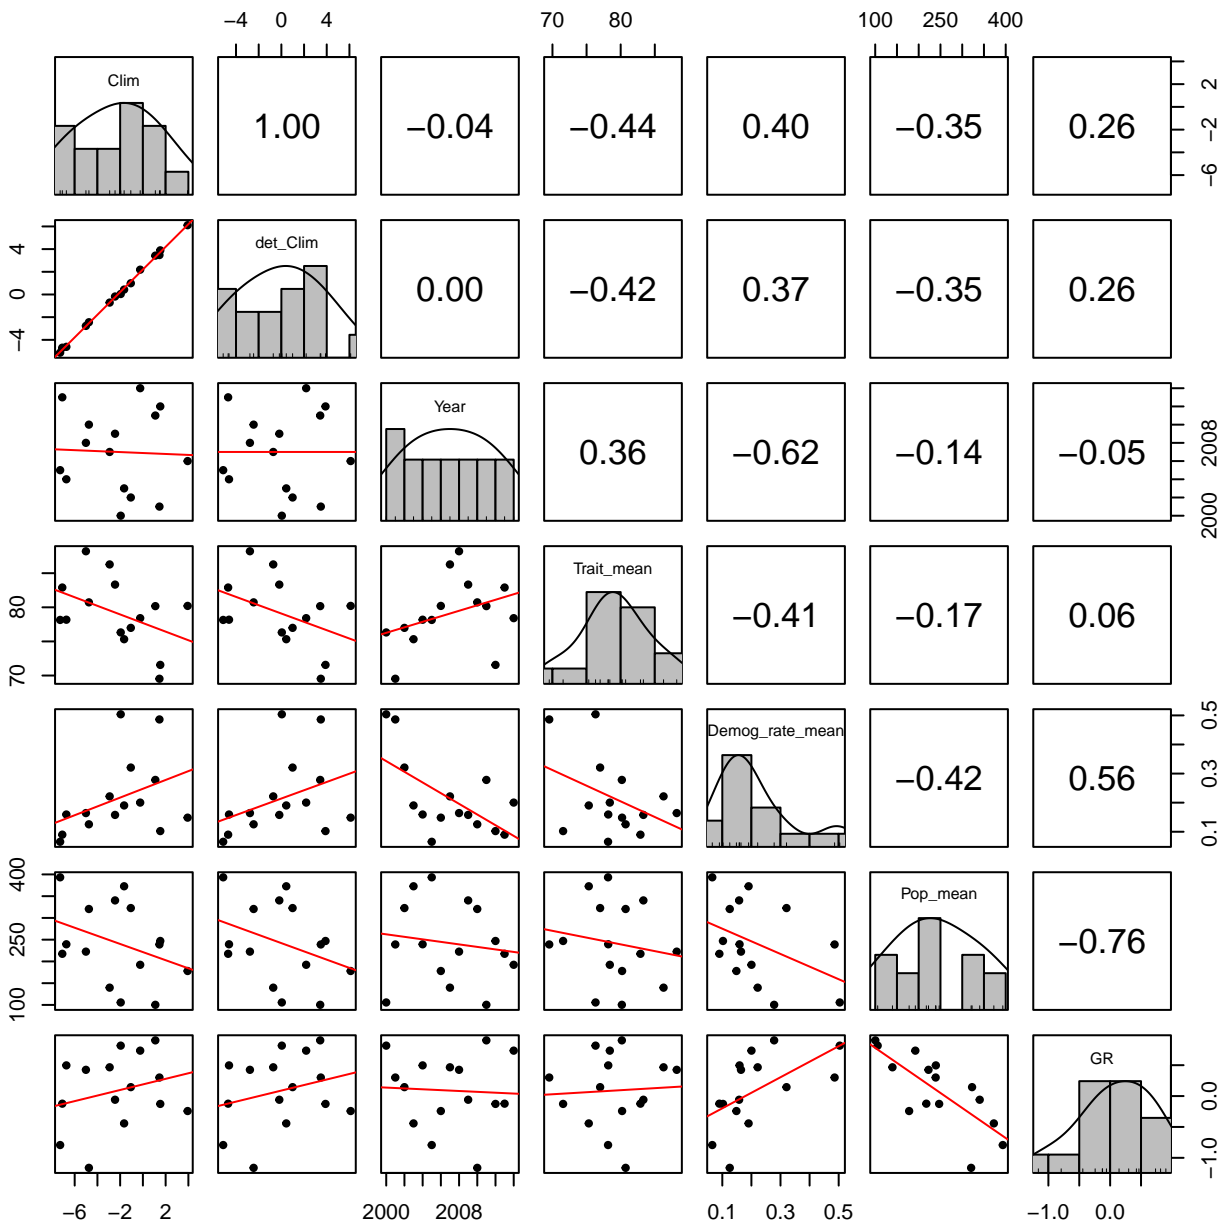 −4 0 4 70 80 100 250 400
Clim 1.00 −0.04 −0.44 0.40 −0.35 0.26 2 −2 −6
4 0 −4 det_Clim 0.00 −0.42 0.37 −0.35 0.26
Year 0.36 −0.62 −0.14 −0.05 2008 2000
80 70 Trait_mean −0.41 −0.17 0.06
Demog_rate_mean −0.42 0.56 0.5 0.3 0.1
400 250 100 Pop_mean −0.76
GR 0.0 −1.0
−6 −2 2 2000 2008 0.1 0.3 0.5 −1.0 0.0